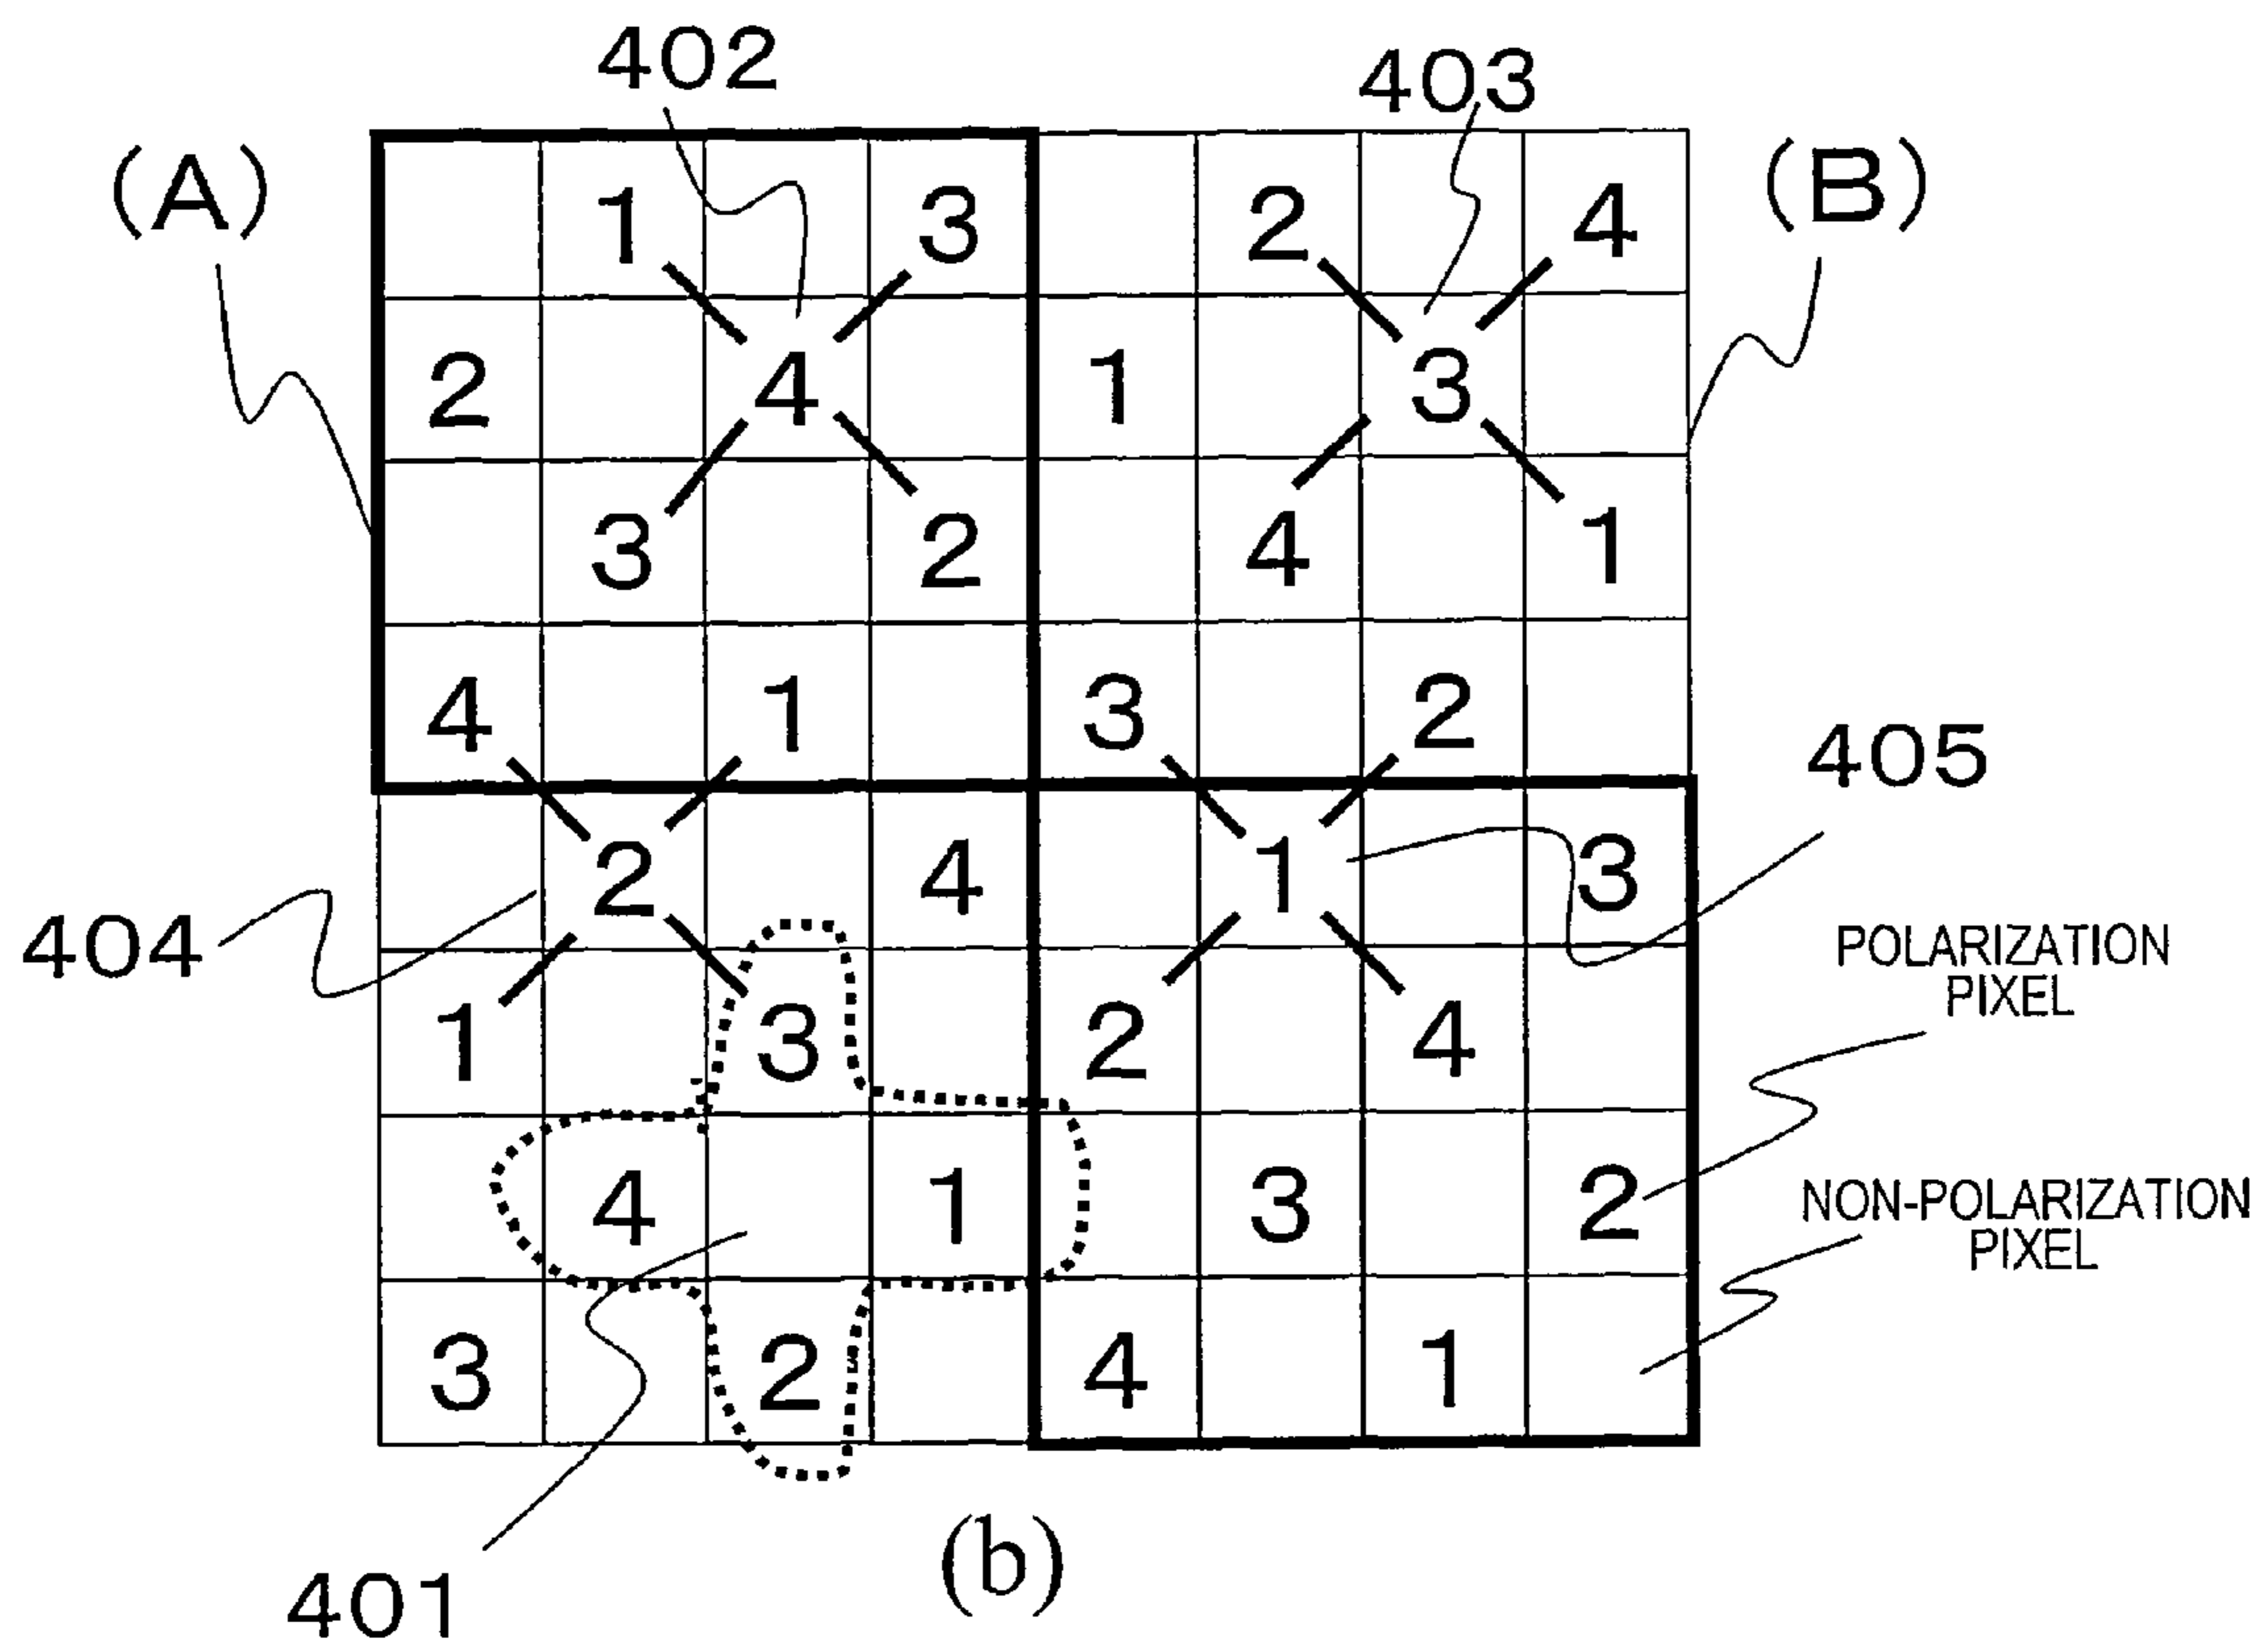 402
403
(A)
(B)
1 3 2 4
2 4 1 3
3 2 4 1
4 1 3 2
405
2 4 1 3
404
POLARIZATION
PIXEL
1 3 2 4
4 1 3 2
NON-POLARIZATION
PIXEL
3 2 4 1
(b)
401